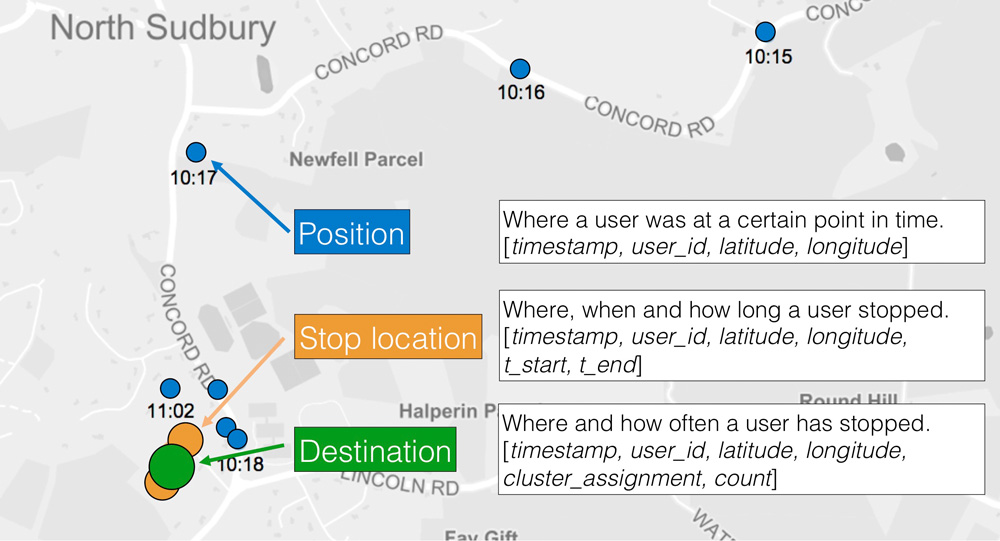 North Sudbury
CONCORD RD
CONCORD RD
CONC
10:15
10:16
CONCORD RD
10:17
Newfell Parcel
Position
Where a user was at a certain point in time.
[timestamp, user_id, latitude, longitude]
CONCORD RD
Stop location
Where, when and how long a user stopped.
[timestamp, user_id, latitude, longitude,
t_start, t_end]
11:02
Halperin P
Round Hill
Destination
Where and how often a user has stopped.
[timestamp, user_id, latitude, longitude,
cluster_assignment, count]
10:18
LINCOLN RD
WAT
Fay Gift